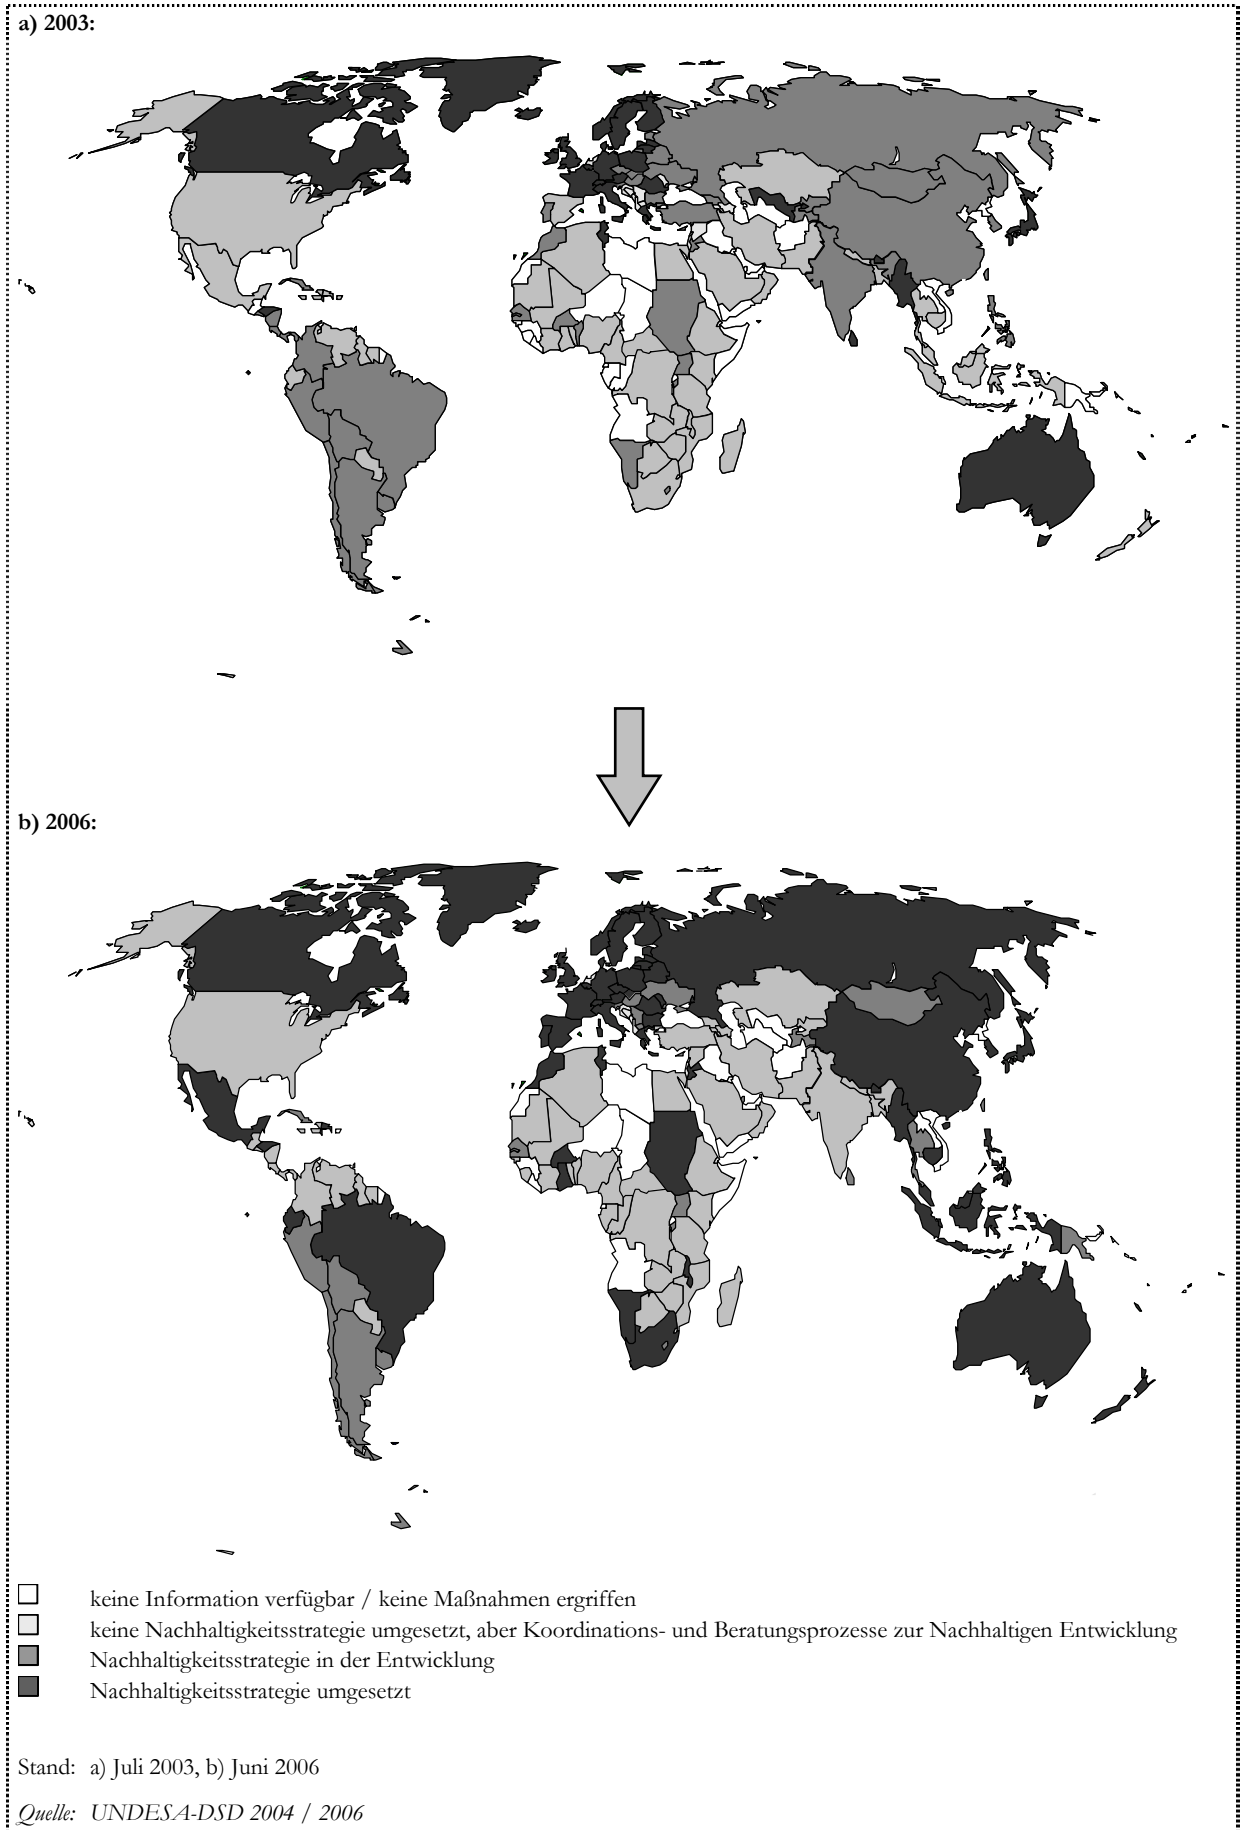 a) 2003:
b) 2006:
keine Information verfügbar / keine Maßnahmen ergriffen
keine Nachhaltigkeitsstrategie umgesetzt, aber Koordinations- und Beratungsprozesse zur Nachhaltigen Entwicklung
Nachhaltigkeitsstrategie in der Entwicklung
Nachhaltigkeitsstrategie umgesetzt
Stand: a) Juli 2003, b) Juni 2006
Quelle: UNDESA-DSD 2004 / 2006